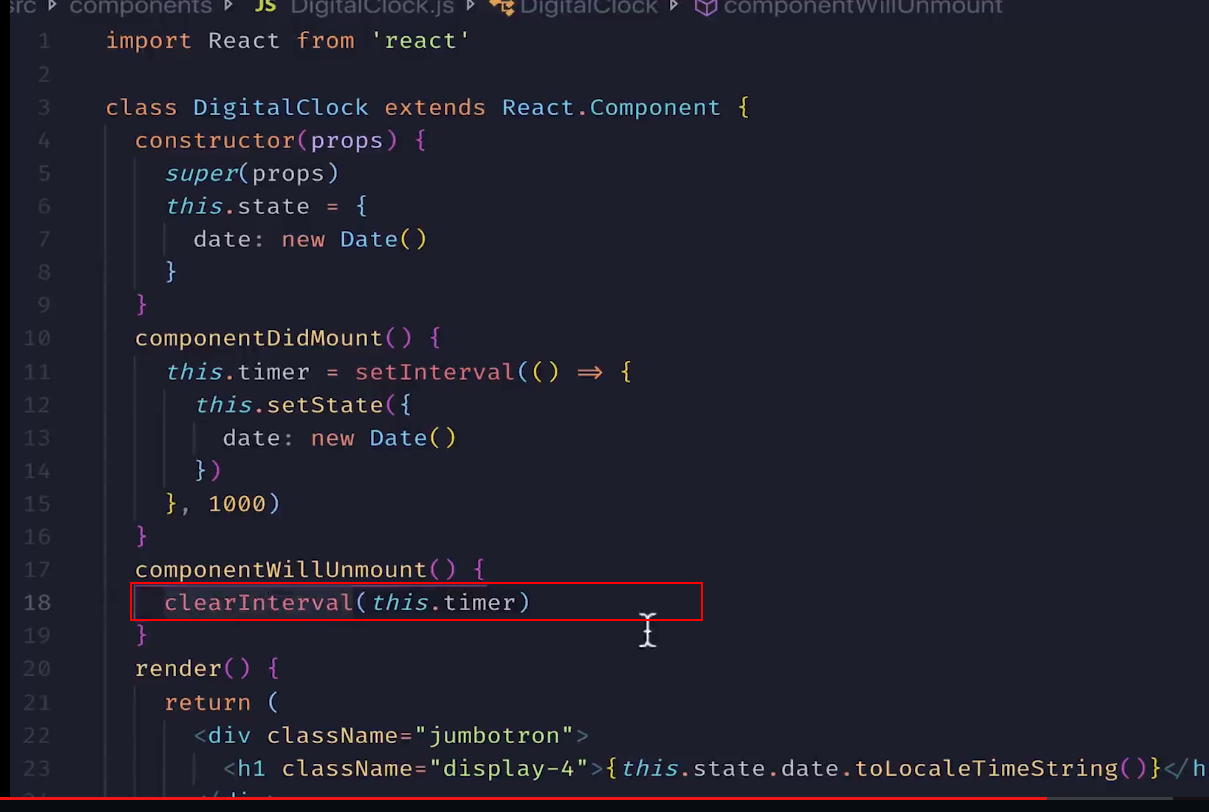 components JS DigitalClock.js DigitalClock componentWillUnmount
1 import React from 'react'
2
3 class DigitalClock extends React.Component {
4 constructor(props) {
5 super(props)
6 this.state = {
7 date: new Date()
8 }
9 }
10 componentDidMount() {
11 this.timer = setInterval(() => {
12 this.setState({
13 date: new Date()
14 })
15 }, 1000)
16 }
17 componentWillUnmount() {
18 clearInterval(this.timer)
19 }
20 render() {
21 return (
22 <div className="jumbotron">
23 <h1 className="display-4">{this.state.date.toLocaleTimeString()}</h